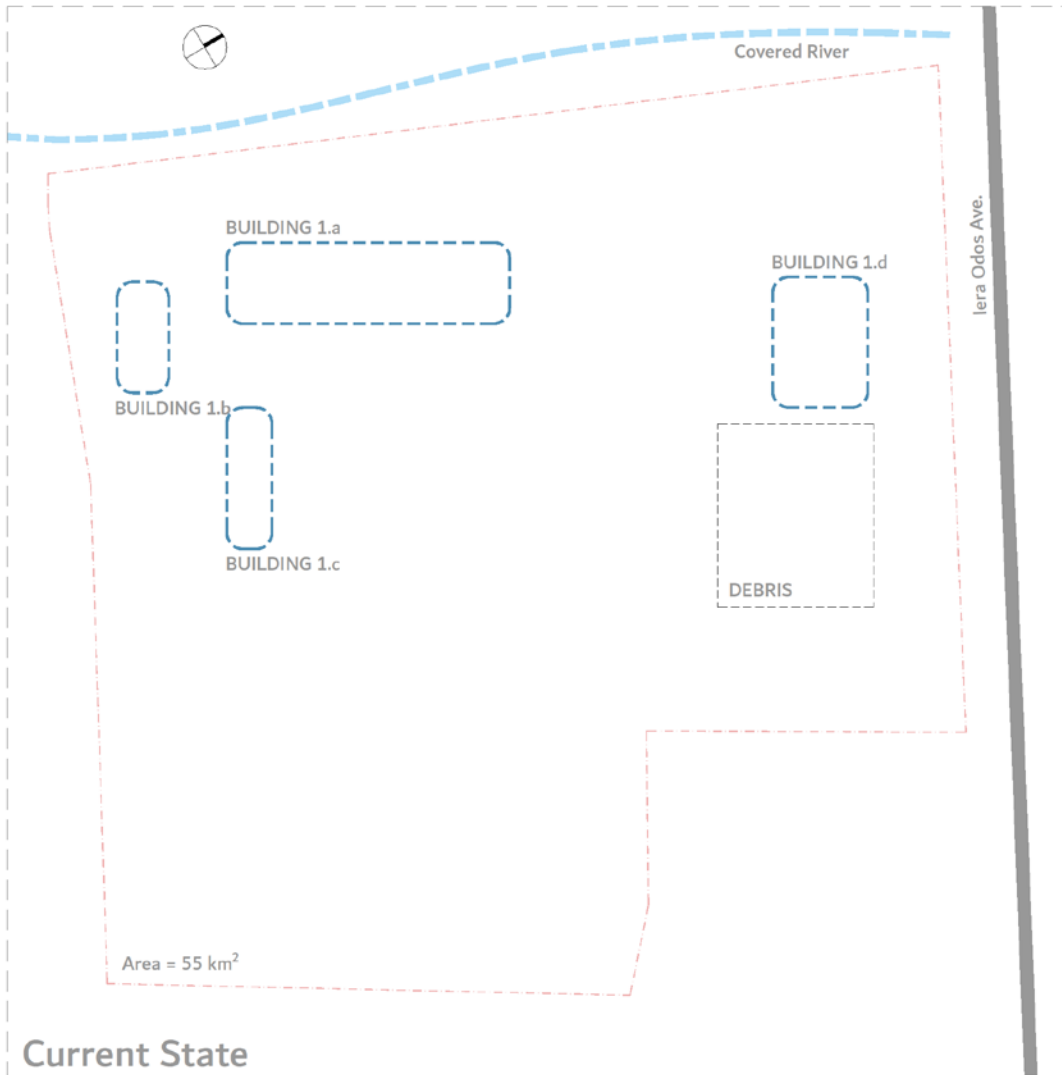 Covered River
BUILDING 1.a
Iera Odos Ave.
BUILDING 1.d
BUILDING 1.b
BUILDING 1.c
DEBRIS
Area = 55 km²
Current State